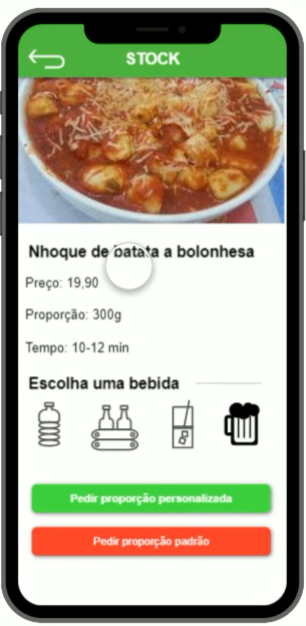 STOCK
Nhoque de batata a bolonhesa
Preço: 19,90
Proporção: 300g
Tempo: 10-12 min
Escolha uma bebida
Pedir proporção personalizada
Pedir proporção padrão